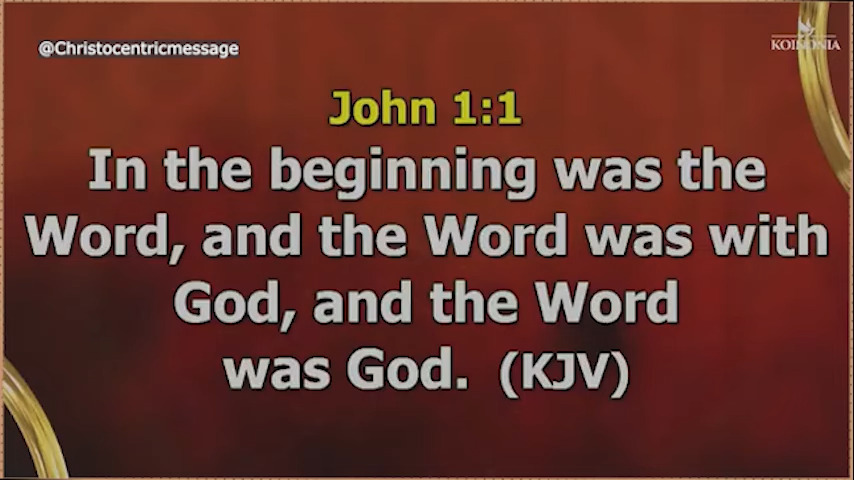 @Christocentricmessage
KOINONIA
John 1:1
In the beginning was the
Word, and the Word was with
God, and the Word
was God. (KJV)